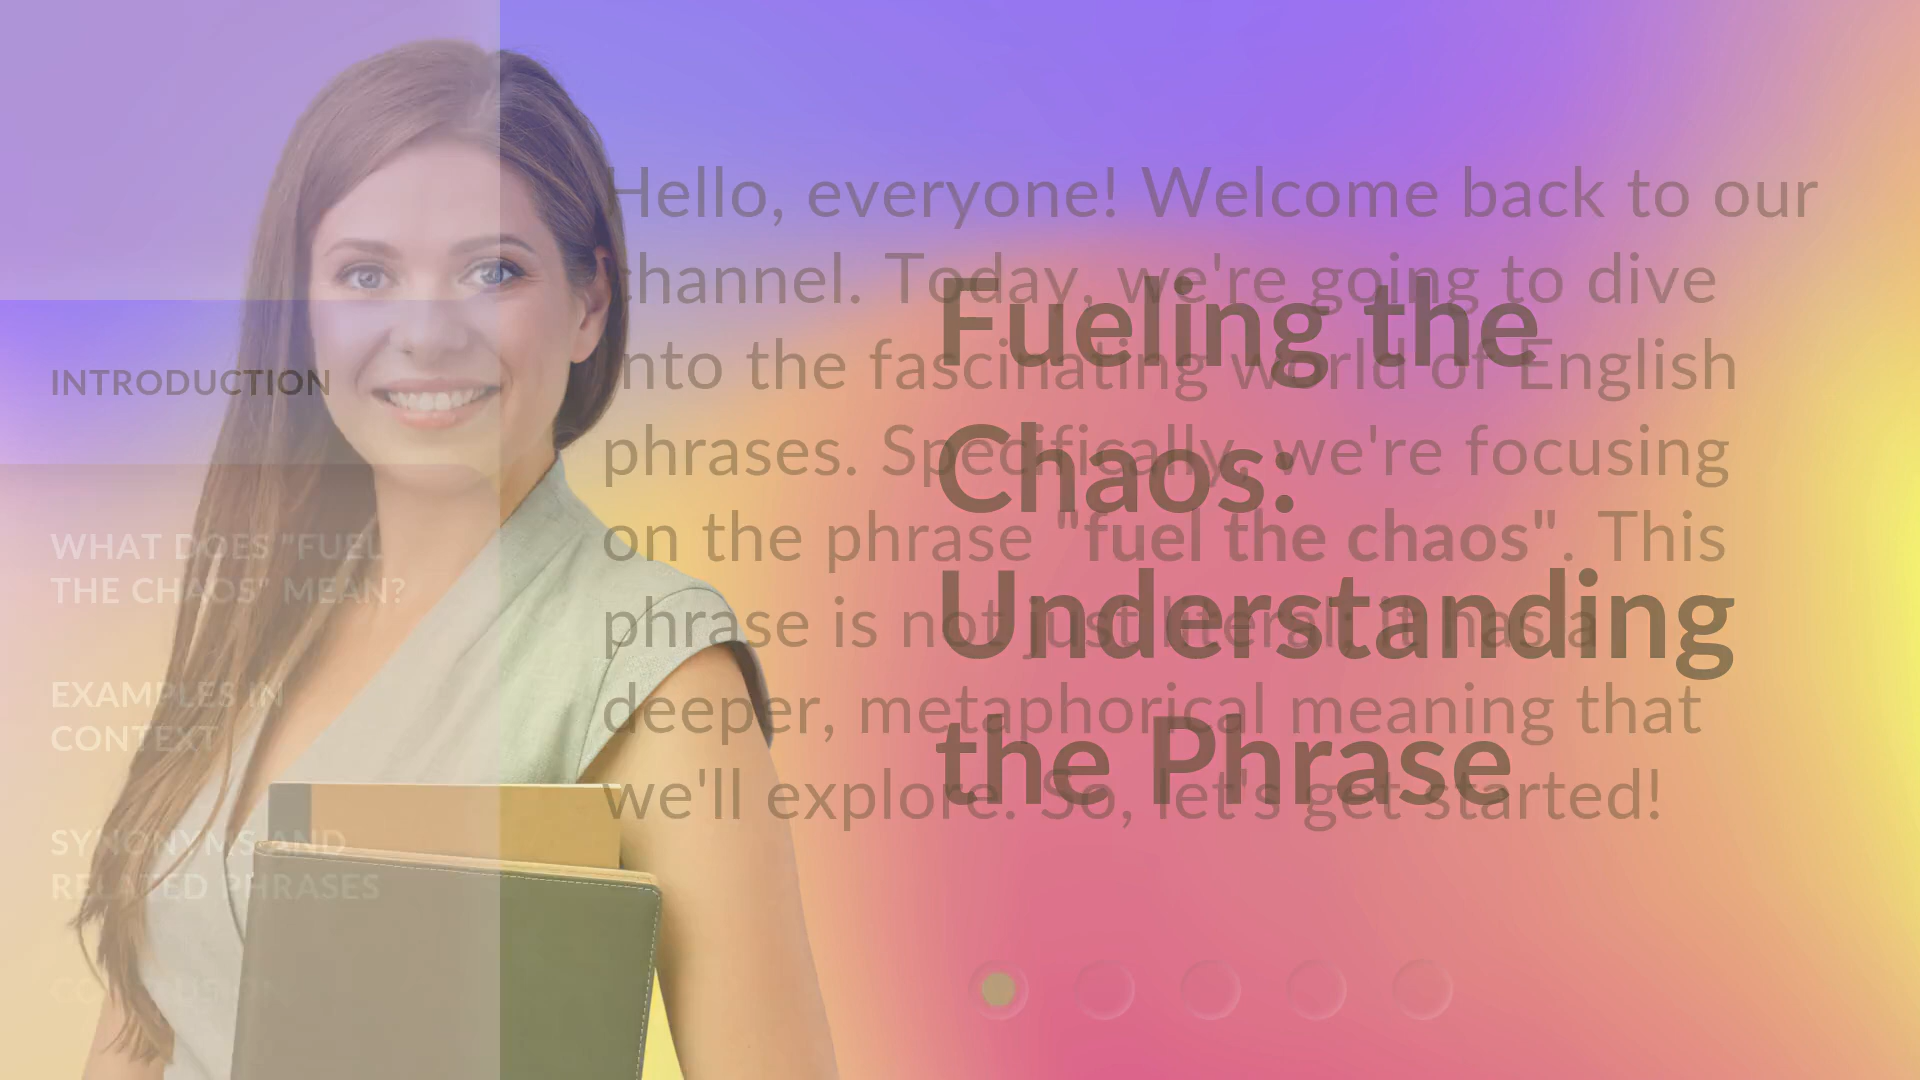 INTRODUCTION
WHAT DOES "FUEL
THE CHAOS" MEAN?
EXAMPLES IN
CONTEXT
SYNONYMS AND
RELATED PHRASES
CONCLUSION
Hello, everyone! Welcome back to our
channel. Today, we're going to dive
into the fascinating world of English
phrases. Specifically, we're focusing
on the phrase "fuel the chaos". This
phrase is not just literal; it has a
deeper, metaphorical meaning that
we'll explore. So, let's get started!
Fueling the
Chaos:
Understanding
the Phrase